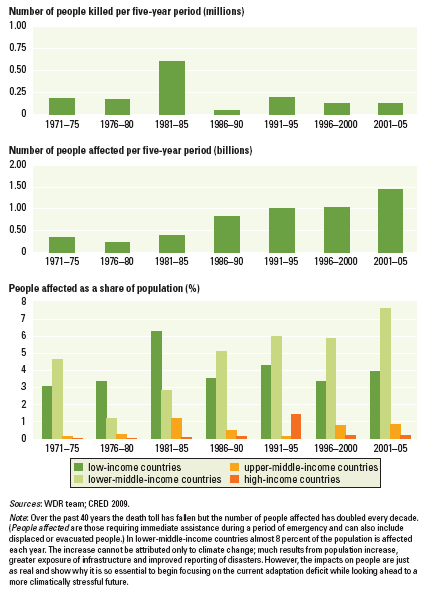 Number of people killed per five-year period (millions)
1.00
0.75
0.50
0.25
0
1971–75 1976–80 1981–85 1986–90 1991–95 1996–2000 2001–05
Number of people affected per five-year period (billions)
2.00
1.50
1.00
0.50
0
1971–75 1976–80 1981–85 1986–90 1991–95 1996–2000 2001–05
People affected as a share of population (%)
8
7
6
5
4
3
2
1
0
1971–75 1976–80 1981–85 1986–90 1991–95 1996–2000 2001–05
low-income countries upper-middle-income countries
lower-middle-income countries high-income countries
Sources: WDR team; CRED 2009.
Note: Over the past 40 years the death toll has fallen but the number of people affected has doubled every decade.
(People affected are those requiring immediate assistance during a period of emergency and can also include
displaced or evacuated people.) In lower-middle-income countries almost 8 percent of the population is affected
each year. The increase cannot be attributed only to climate change; much results from population increase,
greater exposure of infrastructure and improved reporting of disasters. However, the impacts on people are just
as real and show why it is so essential to begin focusing on the current adaptation deficit while looking ahead to a
more climatically stressful future.